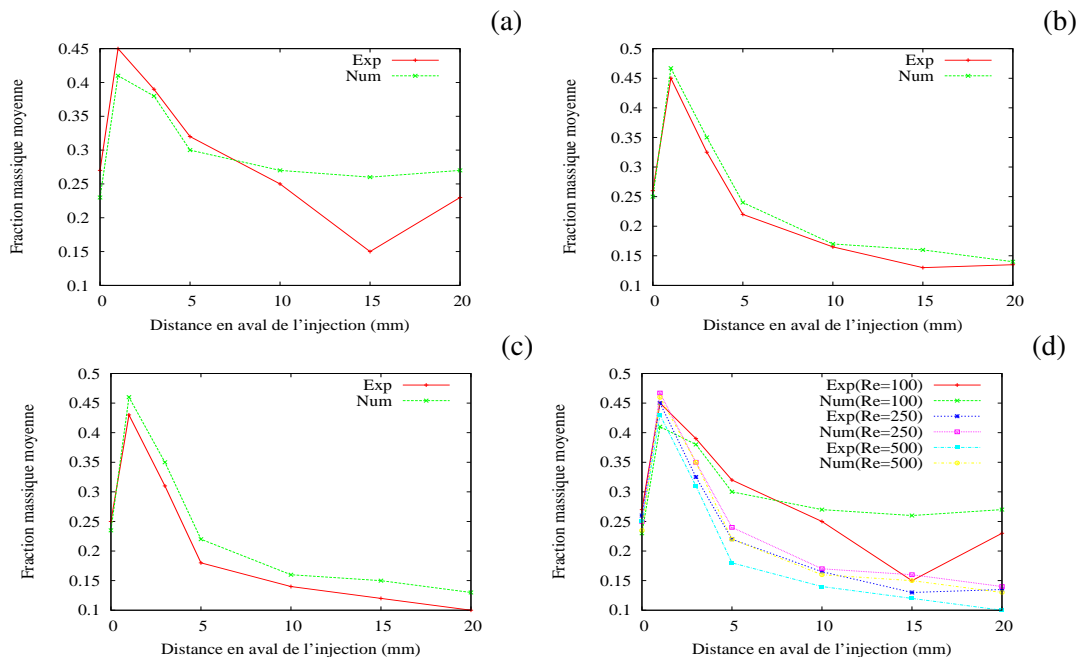 (a)
Fraction massique moyenne
0.45
0.4
0.35
0.3
0.25
0.2
0.15
0.1
Exp
Num
0 5 10 15 20
Distance en aval de l'injection (mm)
(b)
Fraction massique moyenne
0.5
0.45
0.4
0.35
0.3
0.25
0.2
0.15
0.1
Exp
Num
0 5 10 15 20
Distance en aval de l'injection (mm)
(c)
Fraction massique moyenne
0.5
0.45
0.4
0.35
0.3
0.25
0.2
0.15
0.1
Exp
Num
0 5 10 15 20
Distance en aval de l'injection (mm)
(d)
Fraction massique moyenne
0.5
0.45
0.4
0.35
0.3
0.25
0.2
0.15
0.1
Exp(Re=100)
Num(Re=100)
Exp(Re=250)
Num(Re=250)
Exp(Re=500)
Num(Re=500)
0 5 10 15 20
Distance en aval de l'injection (mm)